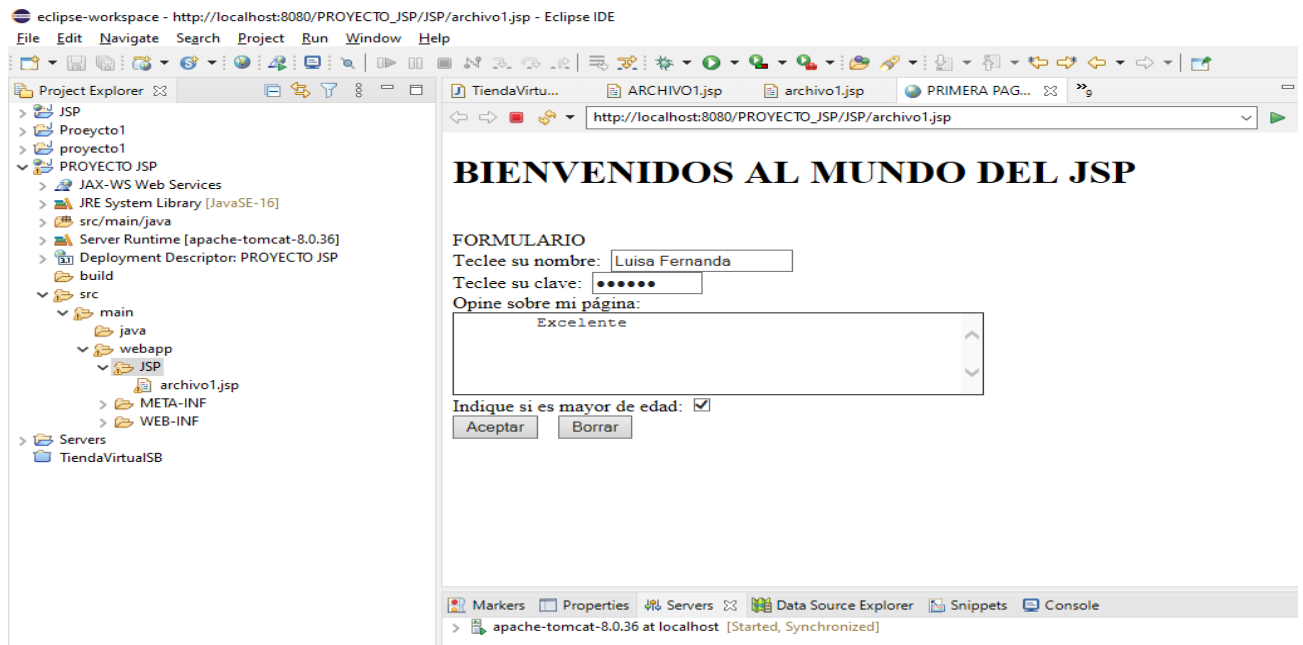 eclipse-workspace - http://localhost:8080/PROYECTO_JSP/JSP/archivo1.jsp - Eclipse IDE
File Edit Navigate Search Project Run Window Help
Project Explorer
JSP
Proeycto1
proyecto1
PROYECTO JSP
JAX-WS Web Services
JRE System Library [JavaSE-16]
src/main/java
Server Runtime [apache-tomcat-8.0.36]
Deployment Descriptor: PROYECTO JSP
build
src
main
java
webapp
JSP
archivo1.jsp
META-INF
WEB-INF
Servers
TiendaVirtualSB
TiendaVirtu... ARCHIVO1.jsp archivo1.jsp PRIMERA PAG... »9
http://localhost:8080/PROYECTO_JSP/JSP/archivo1.jsp
BIENVENIDOS AL MUNDO DEL JSP
FORMULARIO
Teclee su nombre: Luisa Fernanda
Teclee su clave: ••••••
Opine sobre mi página:
Excelente
Indique si es mayor de edad:
Aceptar Borrar
Markers Properties Servers Data Source Explorer Snippets Console
apache-tomcat-8.0.36 at localhost [Started, Synchronized]